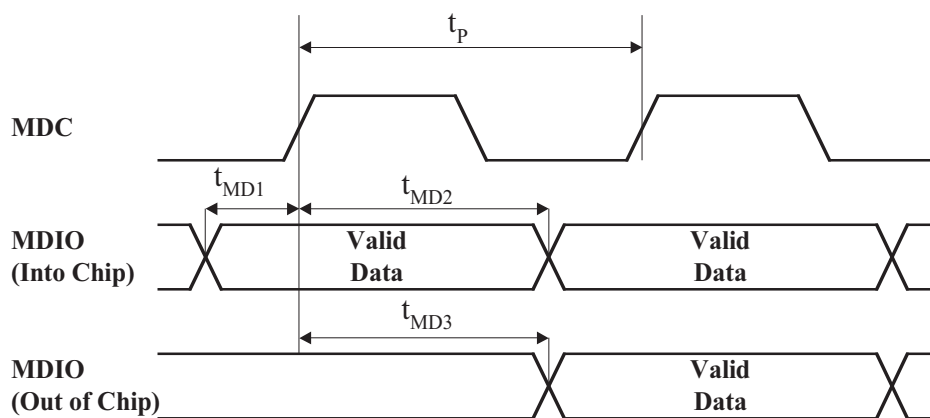 tP
MDC
tMD1
tMD2
MDIO
(Into Chip)
Valid
Data
Valid
Data
tMD3
MDIO
(Out of Chip)
Valid
Data